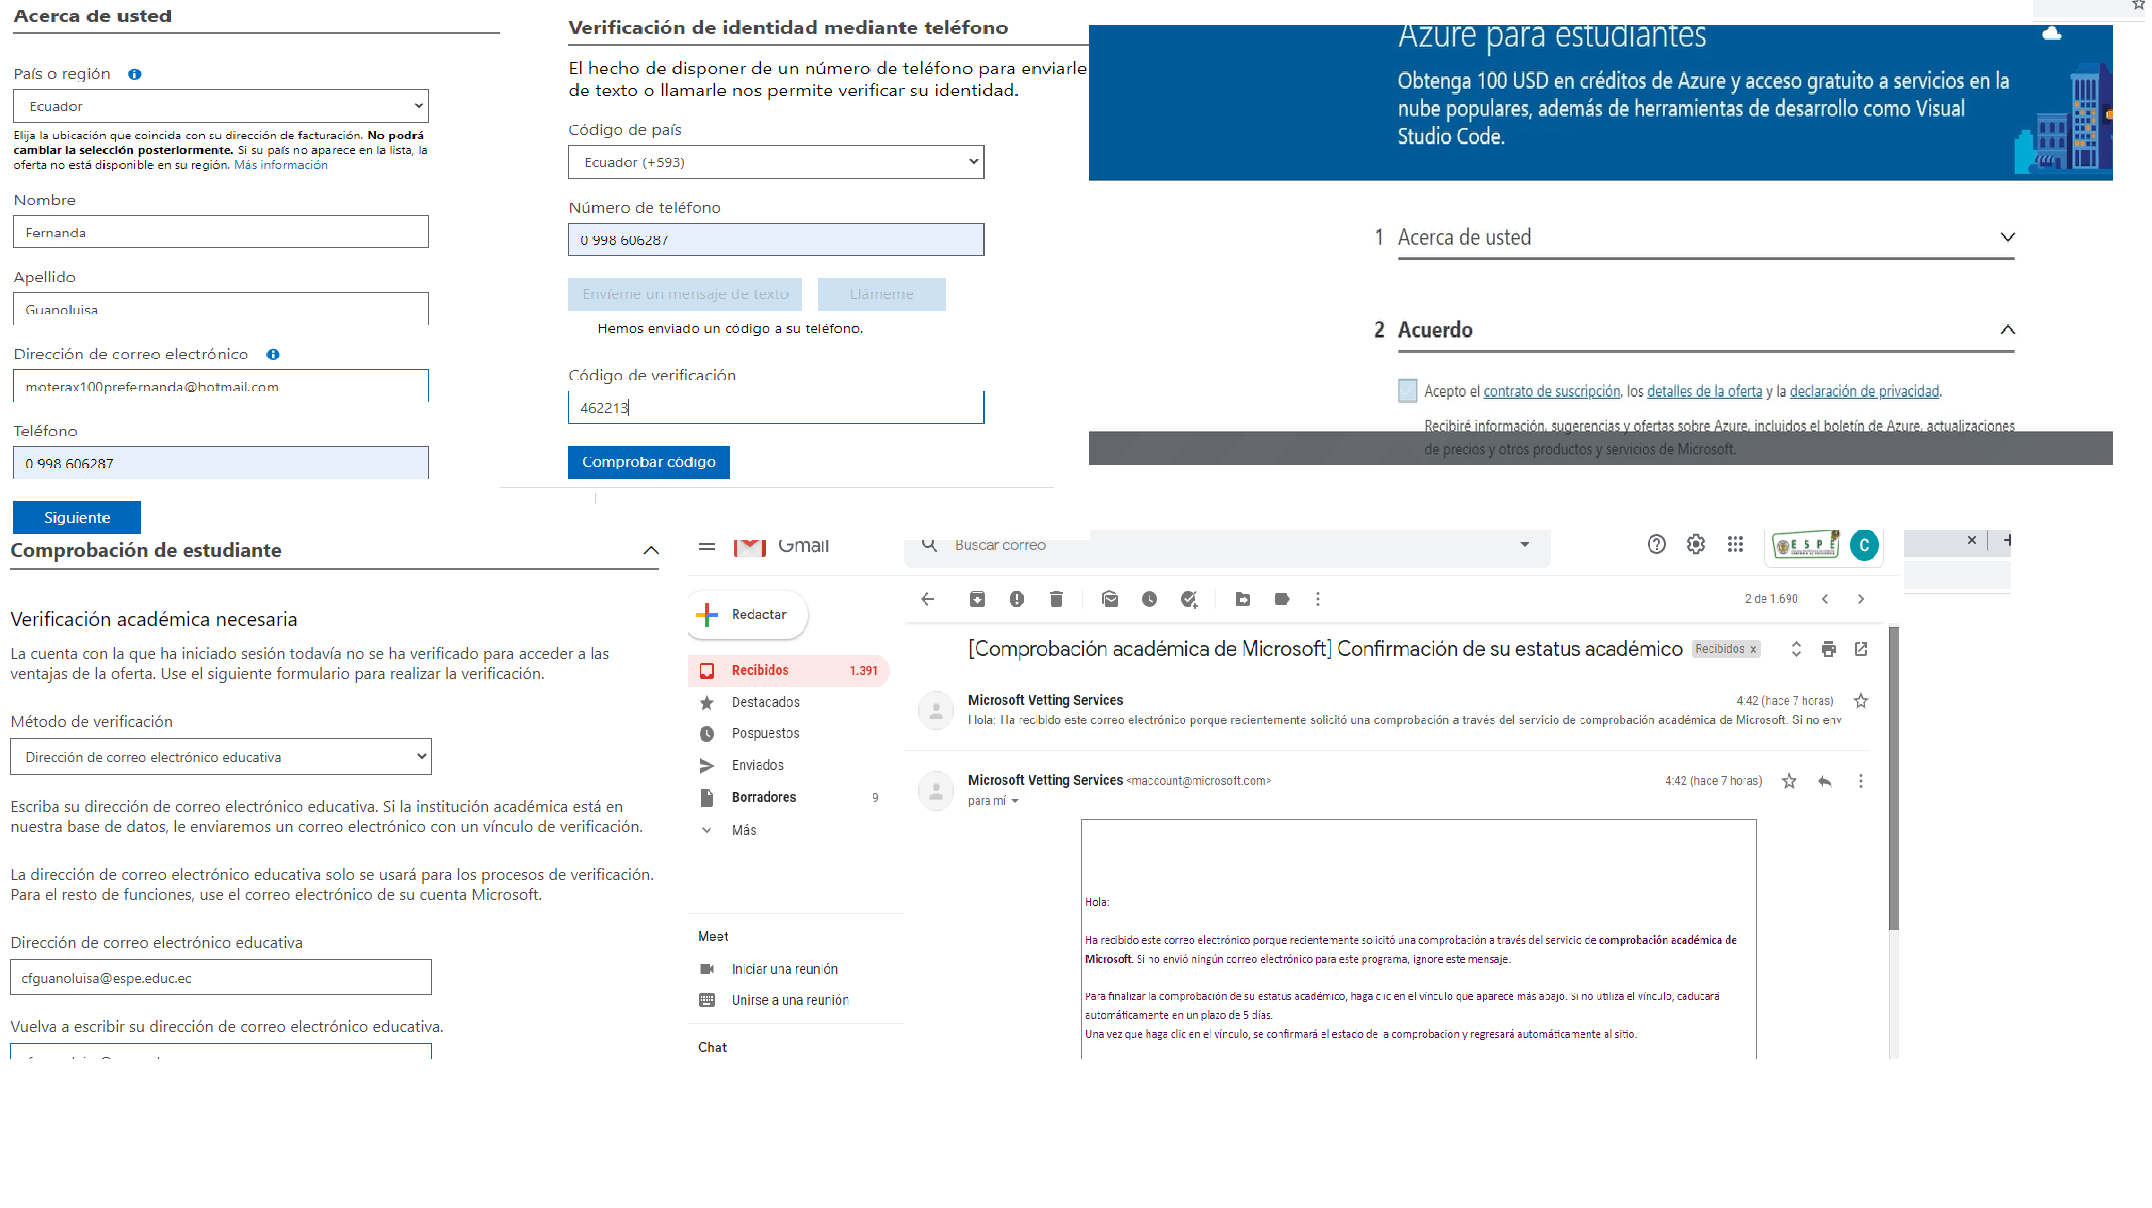 Acerca de usted
País o región
Ecuador
Elija la ubicación que coincida con su dirección de facturación. No podrá
cambiar la selección posteriormente. Si su país no aparece en la lista, la
oferta no está disponible en su región. Más información
Nombre
Fernanda
Apellido
Guanoluisa
Dirección de correo electrónico
moterax100prefernanda@hotmail.com
Teléfono
0 998 606287
Siguiente
Verificación de identidad mediante teléfono
El hecho de disponer de un número de teléfono para enviarle
de texto o llamarle nos permite verificar su identidad.
Código de país
Ecuador (+593)
Número de teléfono
0 998 606287
Envíeme un mensaje de texto
Llámeme
Hemos enviado un código a su teléfono.
Código de verificación
462213
Comprobar código
Azure para estudiantes
Obtenga 100 USD en créditos de Azure y acceso gratuito a servicios en la
nube populares, además de herramientas de desarrollo como Visual
Studio Code.
1 Acerca de usted
2 Acuerdo
Acepto el contrato de suscripción, los detalles de la oferta y la declaración de privacidad.
Recibiré información, sugerencias y ofertas sobre Azure, incluidos el boletín de Azure, actualizaciones
de precios y otros productos y servicios de Microsoft.
Comprobación de estudiante
Verificación académica necesaria
La cuenta con la que ha iniciado sesión todavía no se ha verificado para acceder a las
ventajas de la oferta. Use el siguiente formulario para realizar la verificación.
Método de verificación
Dirección de correo electrónico educativa
Escriba su dirección de correo electrónico educativa. Si la institución académica está en
nuestra base de datos, le enviaremos un correo electrónico con un vínculo de verificación.
La dirección de correo electrónico educativa solo se usará para los procesos de verificación.
Para el resto de funciones, use el correo electrónico de su cuenta Microsoft.
Dirección de correo electrónico educativa
cfguanoluisa@espe.educ.ec
Vuelva a escribir su dirección de correo electrónico educativa.
Gmail
Buscar correo
ESPE
C
Redactar
Recibidos 1.391
Destacados
Pospuestos
Enviados
Borradores 9
Más
Meet
Iniciar una reunión
Unirse a una reunión
Chat
2 de 1.690
[Comprobación académica de Microsoft] Confirmación de su estatus académico
Recibidos x
Microsoft Vetting Services
4:42 (hace 7 horas)
Hola: Ha recibido este correo electrónico porque recientemente solicitó una comprobación a través del servicio de comprobación académica de Microsoft. Si no env
Microsoft Vetting Services <maccount@microsoft.com>
4:42 (hace 7 horas)
para mí
Hola:
Ha recibido este correo electrónico porque recientemente solicitó una comprobación a través del servicio de comprobación académica de
Microsoft. Si no envió ningún correo electrónico para este programa, ignore este mensaje.
Para finalizar la comprobación de su estatus académico, haga clic en el vínculo que aparece más abajo. Si no utiliza el vínculo, caducará
automáticamente en un plazo de 5 días.
Una vez que haga clic en el vínculo, se confirmará el estado de la comprobación y regresará automáticamente al sitio.